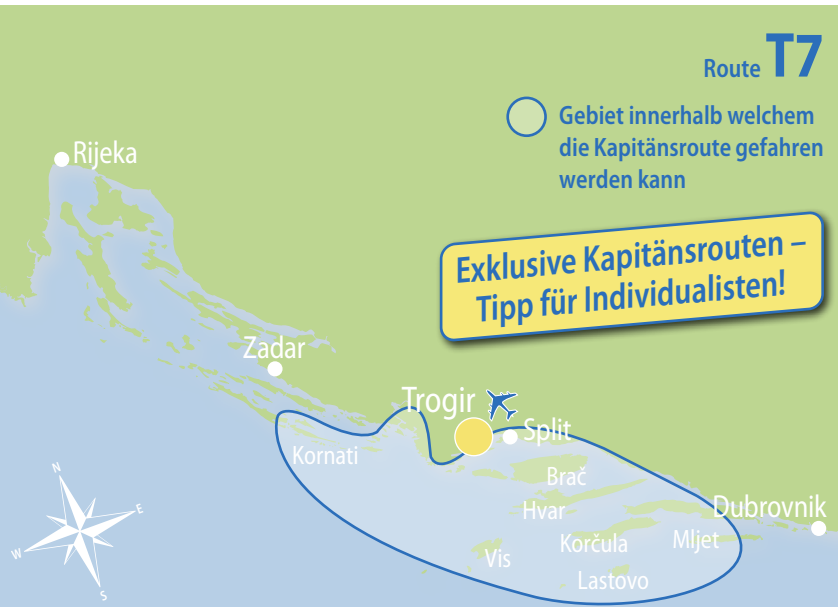 Route T7
Gebiet innerhalb welchem
die Kapitänsroute gefahren
werden kann
Rijeka
Exklusive Kapitänsrouten –
Tipp für Individualisten!
Zadar
Trogir
Split
Kornati
Brač
Hvar
Dubrovnik
Korčula
Mljet
Vis
Lastovo
N
E
W
S